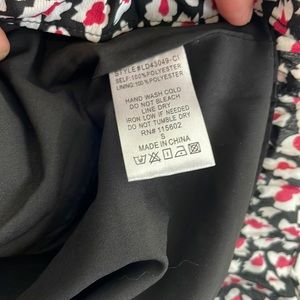 STYLE#LD43049-C1
SELF:100%POLYESTER
LINING:100%POLYESTER
HAND WASH COLD
DO NOT BLEACH
LINE DRY
IRON LOW IF NEEDED
DO NOT TUMBLE DRY
RN# 115602
S
MADE IN CHINA